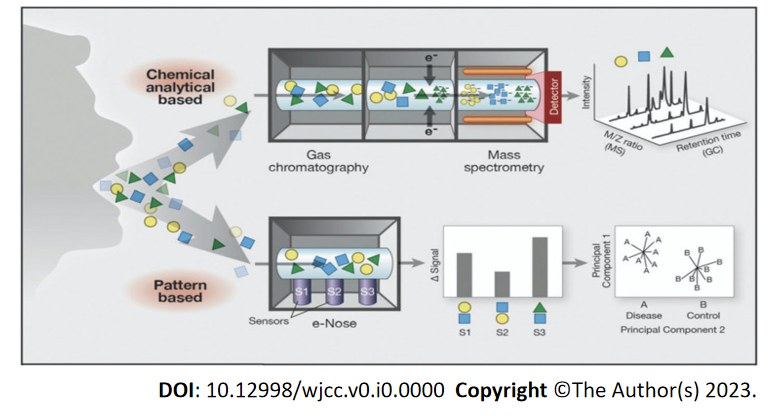 Chemical
analytical
based
e-
e-
Detector
Gas
chromatography
Mass
spectrometry
Intensity
M/Z ratio
(MS)
Retention time
(GC)
Pattern
based
S1
S2
S3
Sensors
e-Nose
Δ Signal
S1
S2
S3
Principal
Component 1
A
A
A
A
A
A
A
A
B
B
B
B
B
B
B
A
Disease
B
Control
Principal Component 2
DOI: 10.12998/wjcc.v0.i0.0000 Copyright ©The Author(s) 2023.